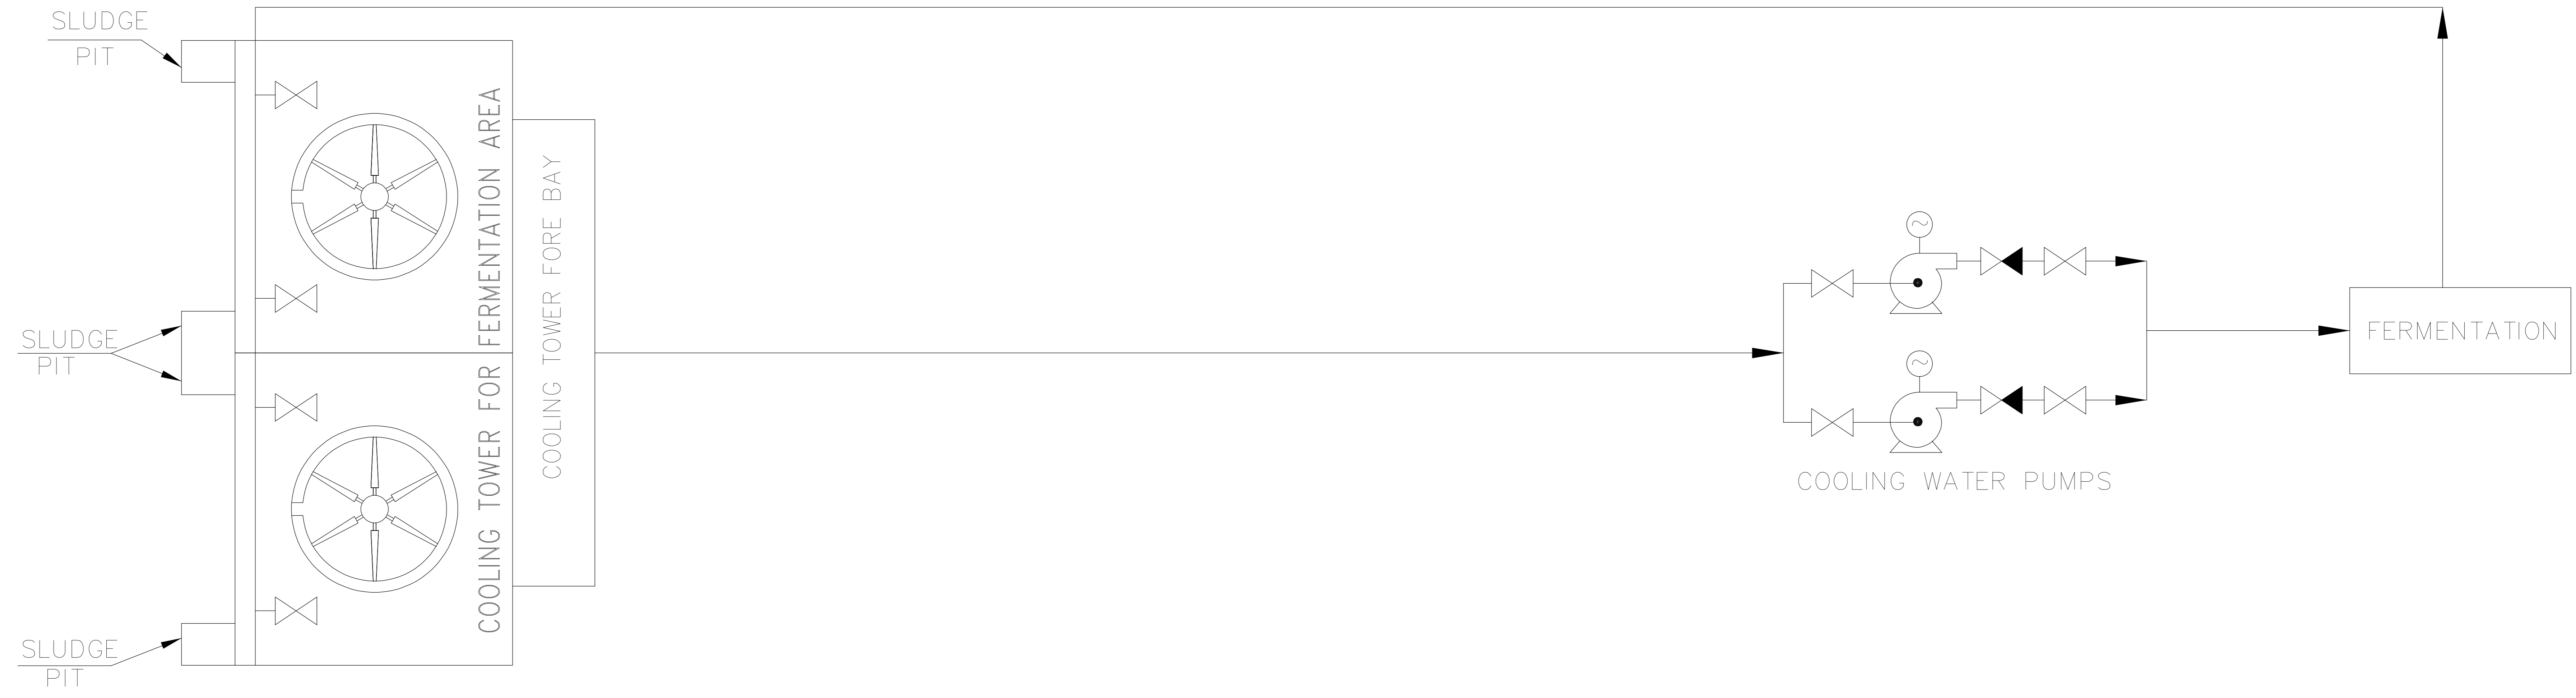 SLUDGE
PIT
COOLING TOWER FOR FERMENTATION AREA
COOLING TOWER FORE BAY
SLUDGE
PIT
FERMENTATION
COOLING WATER PUMPS
SLUDGE
PIT